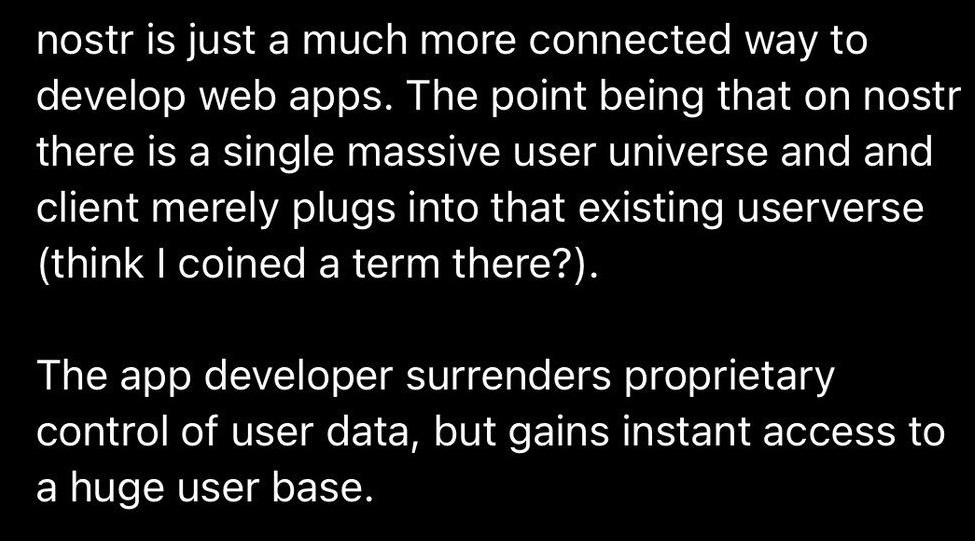 nostr is just a much more connected way to
develop web apps. The point being that on nostr
there is a single massive user universe and and
client merely plugs into that existing userverse
(think I coined a term there?).
The app developer surrenders proprietary
control of user data, but gains instant access to
a huge user base.